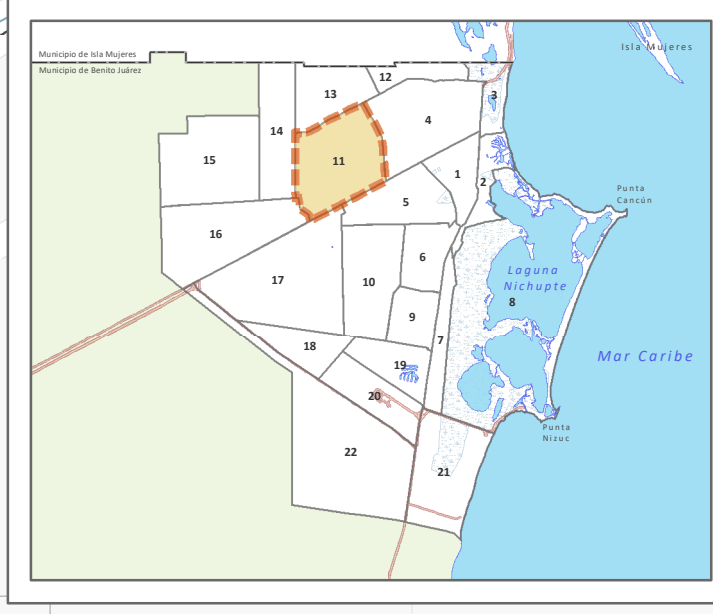 Municipio de Isla Mujeres
Isla Mujeres
Municipio de Benito Juárez
12
13
3
4
14
11
15
1
2
Punta
Cancún
5
16
6
Laguna
Nichupte
17
10
8
9
7
18
Mar Caribe
19
20
Punta
Nizuc
22
21